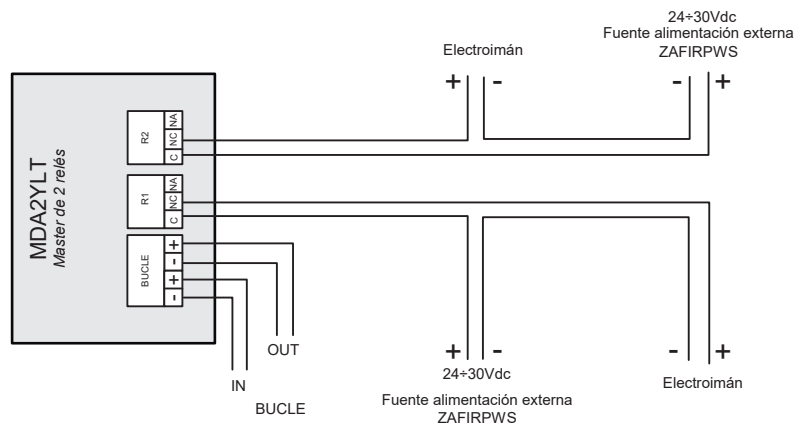 24÷30Vdc
Fuente alimentación externa
ZAFIRPWS
Electroimán
+ -
- +
MDA2YLT
Master de 2 relés
R2
NA
NC
C
R1
NA
NC
C
BUCLE
+
-
+
-
OUT
IN
BUCLE
+ -
24÷30Vdc
Fuente alimentación externa
ZAFIRPWS
- +
Electroimán